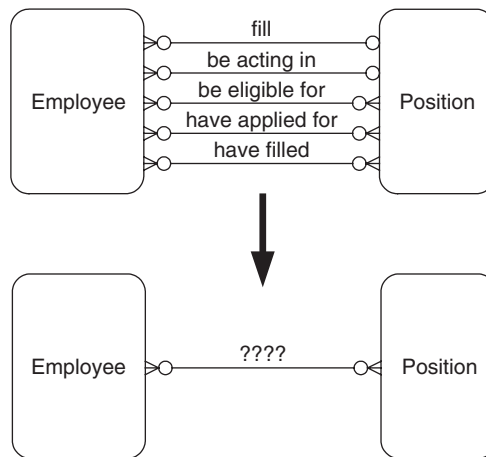 fill
be acting in
Employee
be eligible for
Position
have applied for
have filled
????
Employee
Position